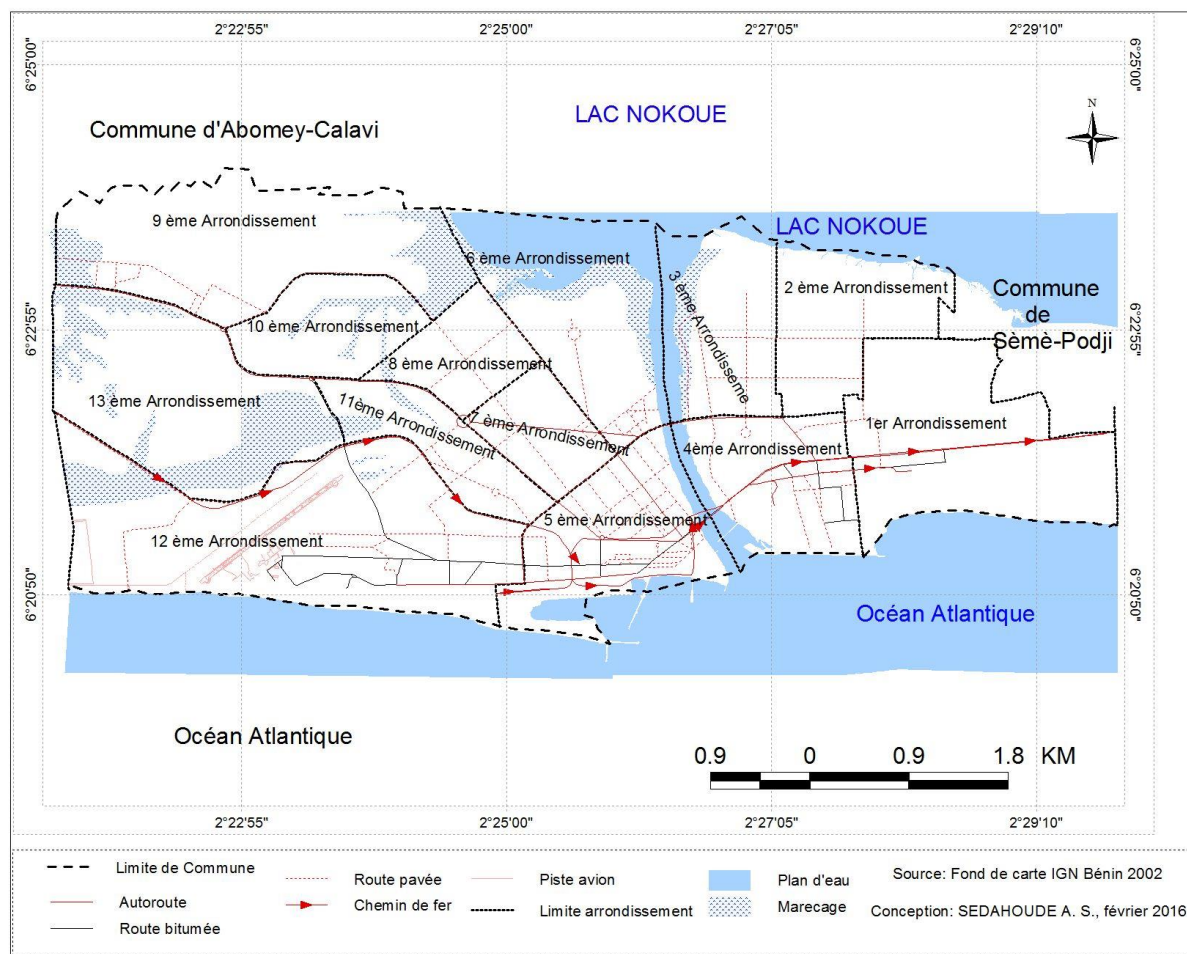 2°22'55"
2°25'00"
2°27'05"
2°29'10"
6°25'00"
6°25'00"
LAC NOKOUE
Commune d'Abomey-Calavi
N
9 ème Arrondissement
LAC NOKOUE
6 ème Arrondissement
3 ème Arrondisseme
2 ème Arrondissement
Commune
de
Sèmè-Podji
6°22'55"
6°22'55"
10 ème Arrondissement
8 ème Arrondissement
13 ème Arrondissement
11ème Arrondissement
7 ème Arrondissement
1er Arrondissement
4ème Arrondissement
5 ème Arrondissement
12 ème Arrondissement
6°20'50"
6°20'50"
Océan Atlantique
Océan Atlantique
0.9 0 0.9 1.8 KM
2°22'55"
2°25'00"
2°27'05"
2°29'10"
Limite de Commune
Autoroute
Route bitumée
Route pavée
Chemin de fer
Piste avion
Limite arrondissement
Plan d'eau
Marecage
Source: Fond de carte IGN Bénin 2002
Conception: SEDAHOUDE A. S., février 2016